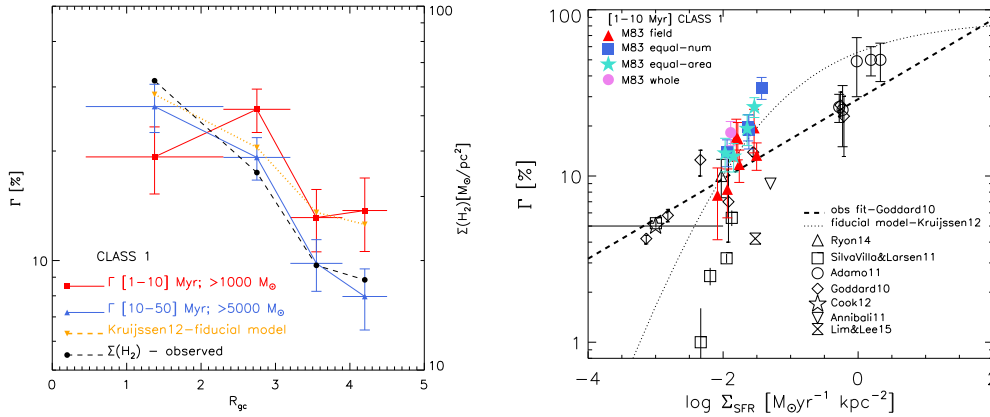 100
Γ [%]
10
Σ(H₂)[M⊙/pc²]
100
10
CLASS 1
Γ [1−10] Myr; >1000 M⊙
Γ [10−50] Myr; >5000 M⊙
Kruijssen12−fiducial model
Σ(H₂) − observed
0 1 2 3 4 5
R_gc
[1−10 Myr] CLASS 1
M83 field
M83 equal−num
M83 equal−area
M83 whole
100
10
1
Γ [%]
obs fit−Goddard10
fiducial model−Kruijssen12
Ryon14
SilvaVilla&Larsen11
Adamo11
Goddard10
Cook12
Annibali11
Lim&Lee15
−4 −2 0 2
log Σ_SFR [M⊙yr⁻¹ kpc⁻²]